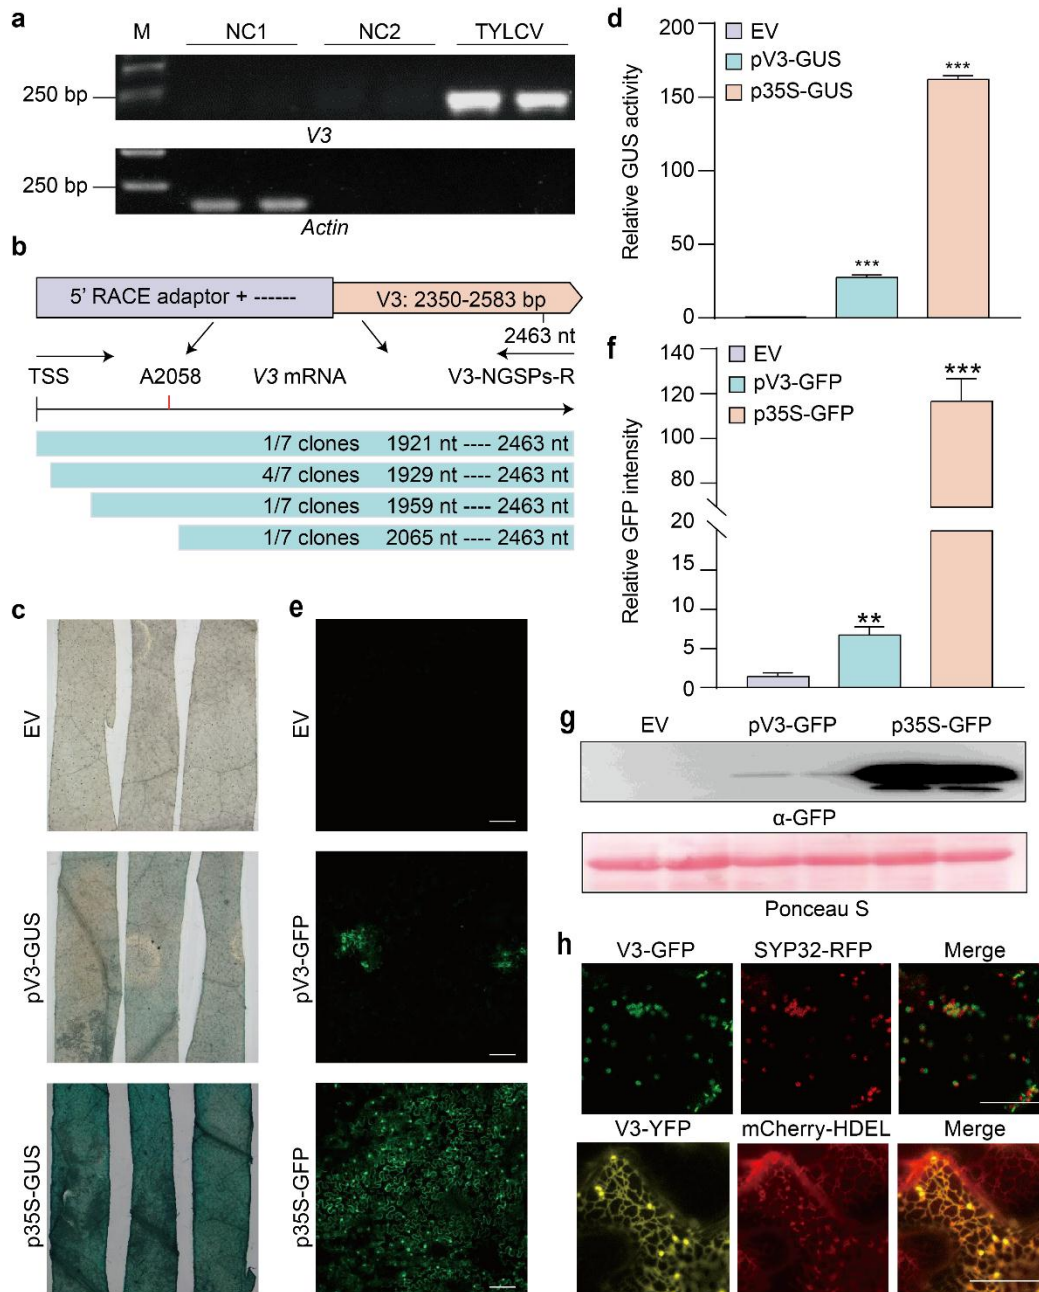 a
M NC1 NC2 TYLCV
250 bp
V3
250 bp
Actin
b
5' RACE adaptor + ------ V3: 2350-2583 bp
2463 nt
TSS A2058 V3 mRNA V3-NGSPs-R
1/7 clones 1921 nt ---- 2463 nt
4/7 clones 1929 nt ---- 2463 nt
1/7 clones 1959 nt ---- 2463 nt
1/7 clones 2065 nt ---- 2463 nt
c
EV
pV3-GUS
p35S-GUS
d
EV
pV3-GUS
p35S-GUS
Relative GUS activity
200
150
100
50
0
***
***
e
EV
pV3-GFP
p35S-GFP
f
EV
pV3-GFP
p35S-GFP
Relative GFP intensity
140
120
100
80
20
15
10
5
0
**
***
g
EV pV3-GFP p35S-GFP
α-GFP
Ponceau S
h
V3-GFP SYP32-RFP Merge
V3-YFP mCherry-HDEL Merge